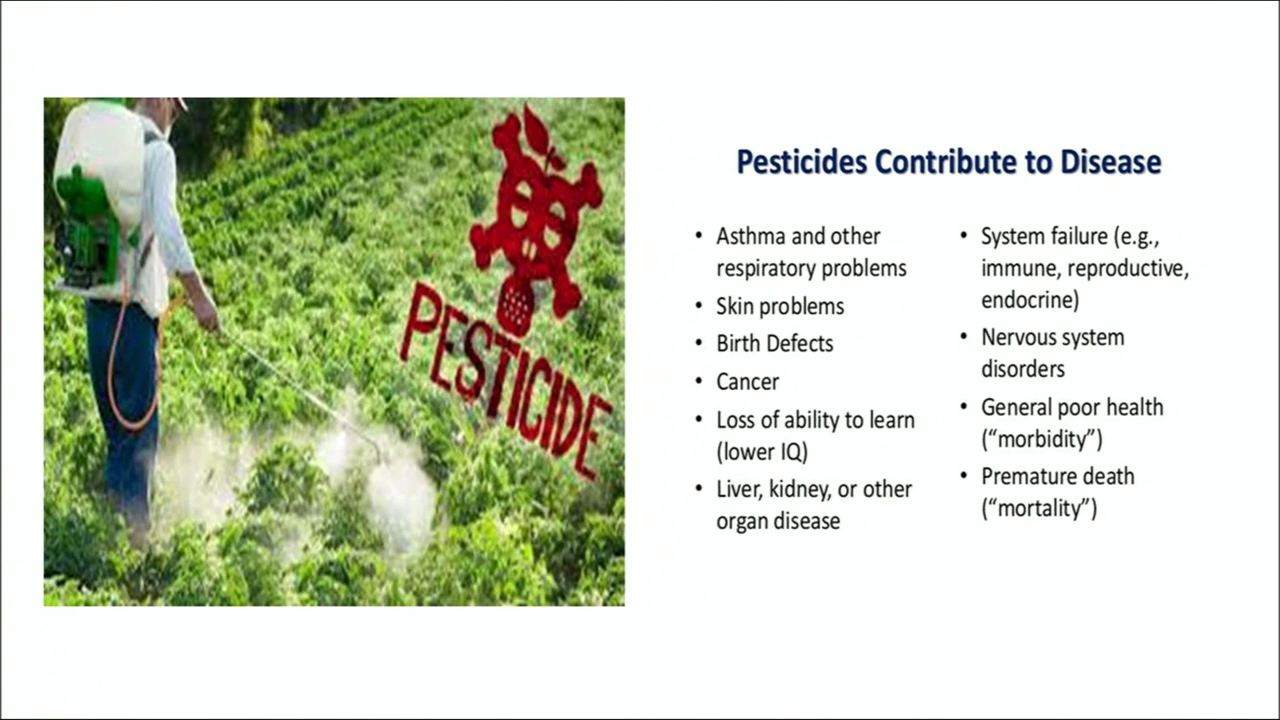 PESTICIDE
Pesticides Contribute to Disease
• Asthma and other
respiratory problems
• Skin problems
• Birth Defects
• Cancer
• Loss of ability to learn
(lower IQ)
• Liver, kidney, or other
organ disease
• System failure (e.g.,
immune, reproductive,
endocrine)
• Nervous system
disorders
• General poor health
(“morbidity”)
• Premature death
(“mortality”)